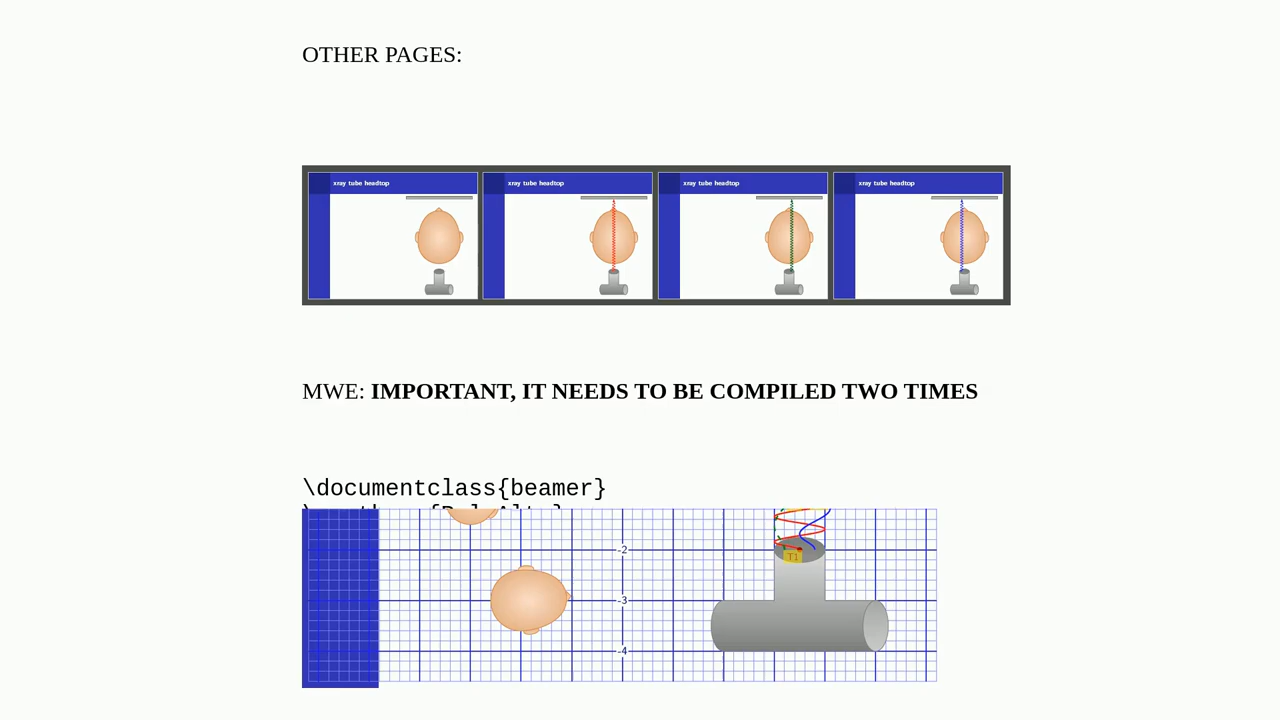 OTHER PAGES:
xray tube headtop
xray tube headtop
xray tube headtop
xray tube headtop
MWE: IMPORTANT, IT NEEDS TO BE COMPILED TWO TIMES
\documentclass{beamer}
-2
T1
-3
-4